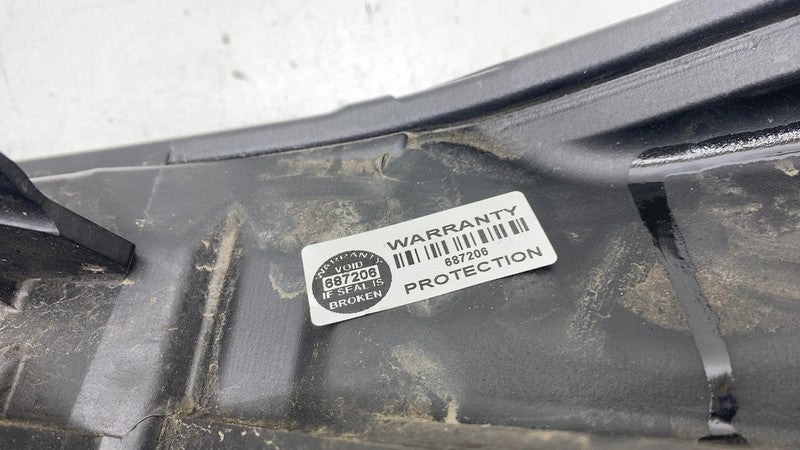 WARRANTY
VOID
687206
IF SEAL IS
BROKEN
WARRANTY
687206
PROTECTION